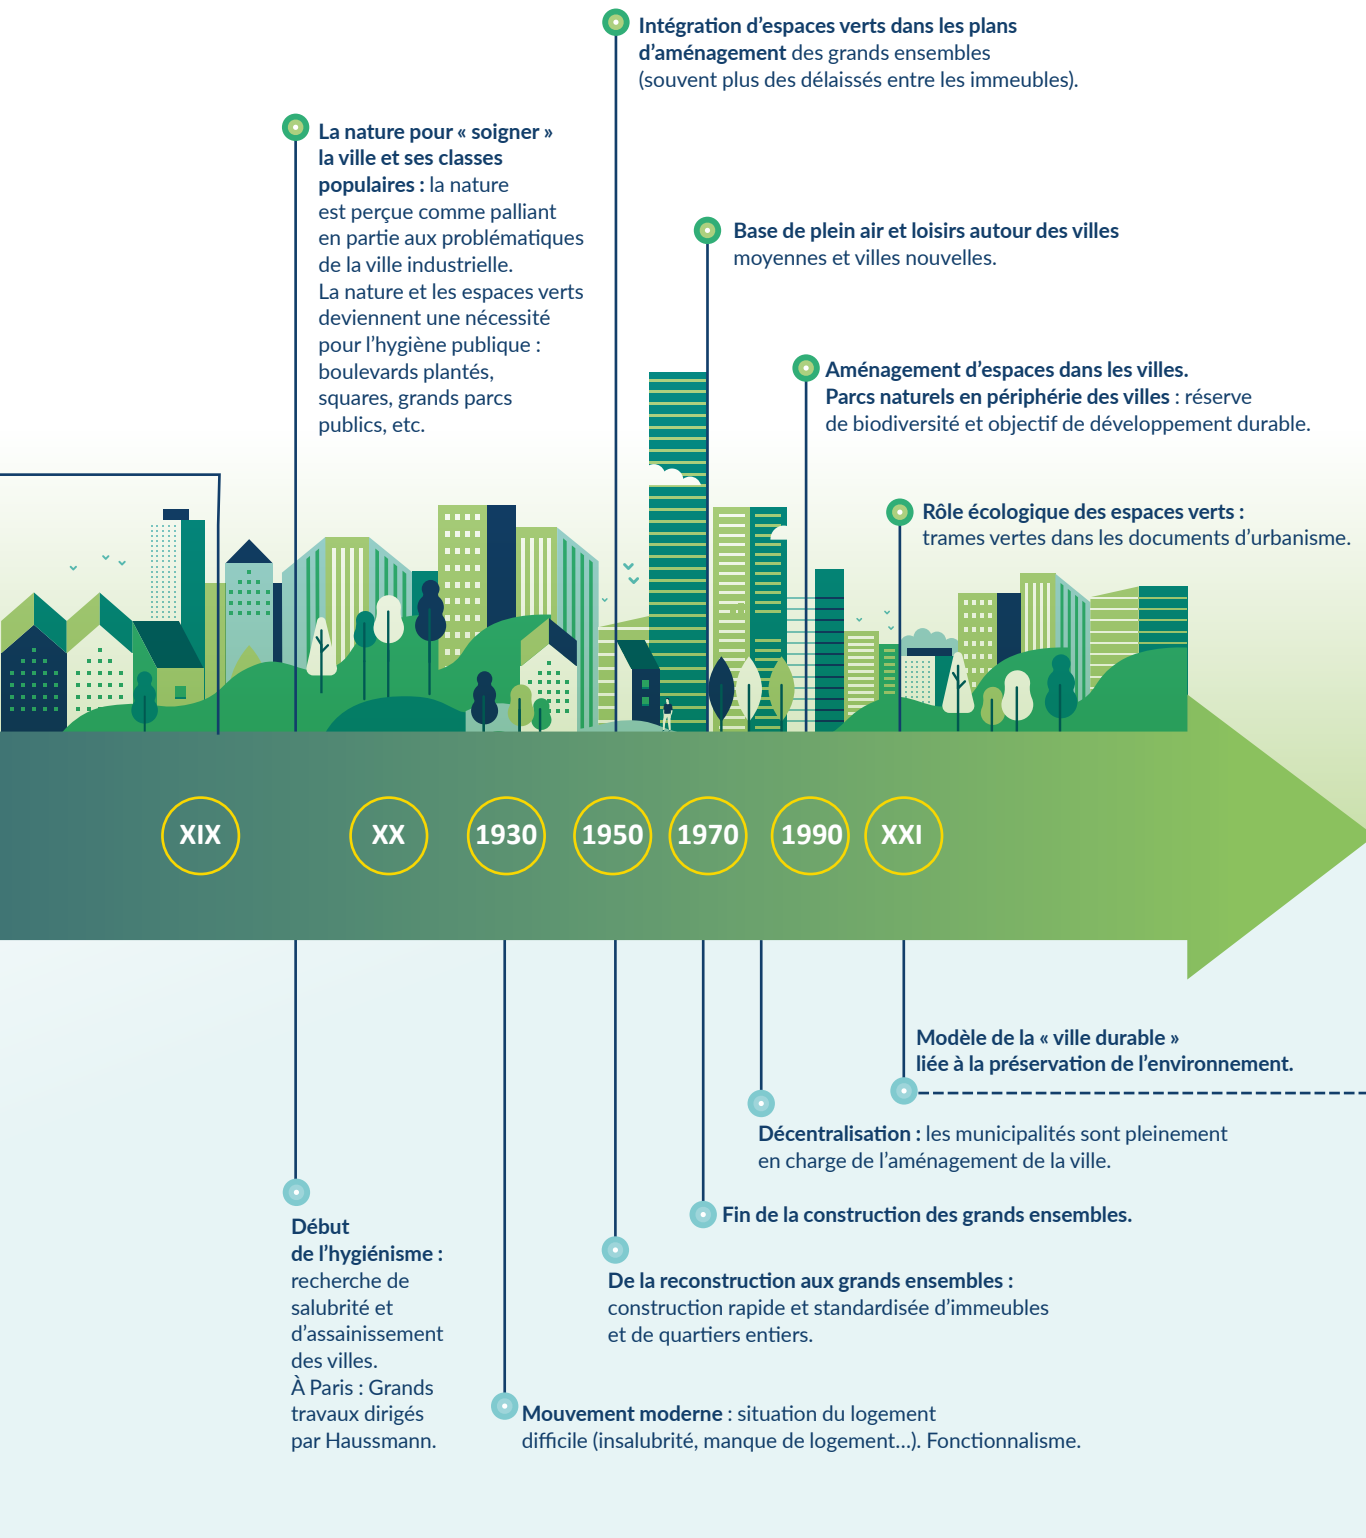 Intégration d’espaces verts dans les plans
d’aménagement des grands ensembles
(souvent plus des délaissés entre les immeubles).
La nature pour « soigner »
la ville et ses classes
populaires : la nature
est perçue comme palliant
en partie aux problématiques
de la ville industrielle.
La nature et les espaces verts
deviennent une nécessité
pour l’hygiène publique :
boulevards plantés,
squares, grands parcs
publics, etc.
Base de plein air et loisirs autour des villes
moyennes et villes nouvelles.
Aménagement d’espaces dans les villes.
Parcs naturels en périphérie des villes : réserve
de biodiversité et objectif de développement durable.
Rôle écologique des espaces verts :
trames vertes dans les documents d’urbanisme.
XIX
XX
1930
1950
1970
1990
XXI
Modèle de la « ville durable »
liée à la préservation de l’environnement.
Décentralisation : les municipalités sont pleinement
en charge de l’aménagement de la ville.
Fin de la construction des grands ensembles.
Début
de l’hygiénisme :
recherche de
salubrité et
d’assainissement
des villes.
À Paris : Grands
travaux dirigés
par Haussmann.
De la reconstruction aux grands ensembles :
construction rapide et standardisée d’immeubles
et de quartiers entiers.
Mouvement moderne : situation du logement
difficile (insalubrité, manque de logement...). Fonctionnalisme.